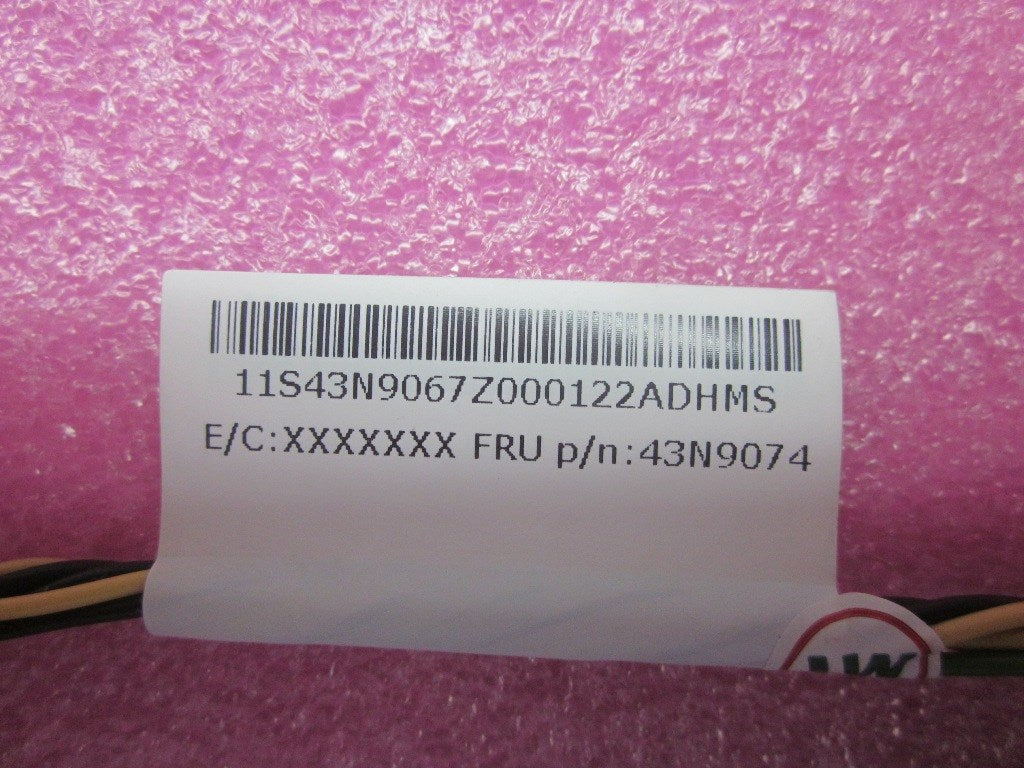 11S43N9067Z000122ADHMS
E/C:XXXXXXX FRU p/n:43N9074